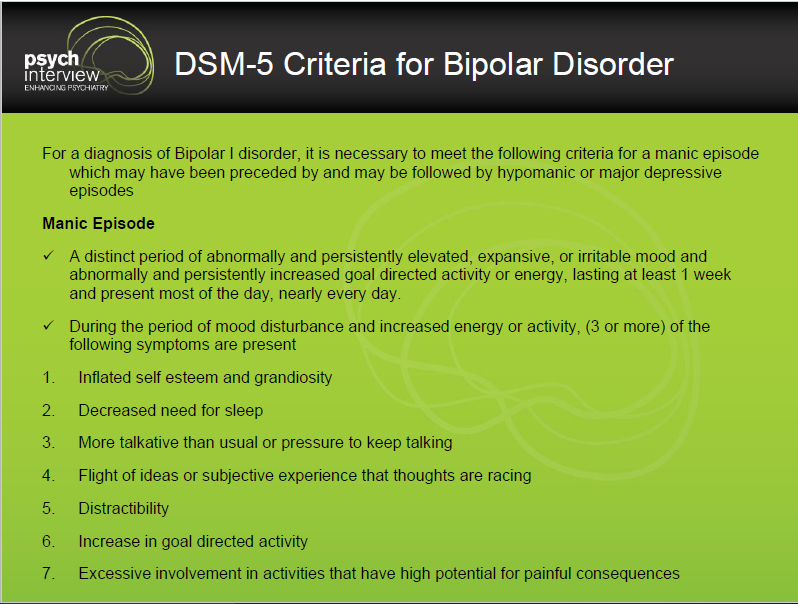 psych
interview
ENHANCING PSYCHIATRY
DSM-5 Criteria for Bipolar Disorder
For a diagnosis of Bipolar I disorder, it is necessary to meet the following criteria for a manic episode
which may have been preceded by and may be followed by hypomanic or major depressive
episodes
Manic Episode
✓ A distinct period of abnormally and persistently elevated, expansive, or irritable mood and
abnormally and persistently increased goal directed activity or energy, lasting at least 1 week
and present most of the day, nearly every day.
✓ During the period of mood disturbance and increased energy or activity, (3 or more) of the
following symptoms are present
1. Inflated self esteem and grandiosity
2. Decreased need for sleep
3. More talkative than usual or pressure to keep talking
4. Flight of ideas or subjective experience that thoughts are racing
5. Distractibility
6. Increase in goal directed activity
7. Excessive involvement in activities that have high potential for painful consequences